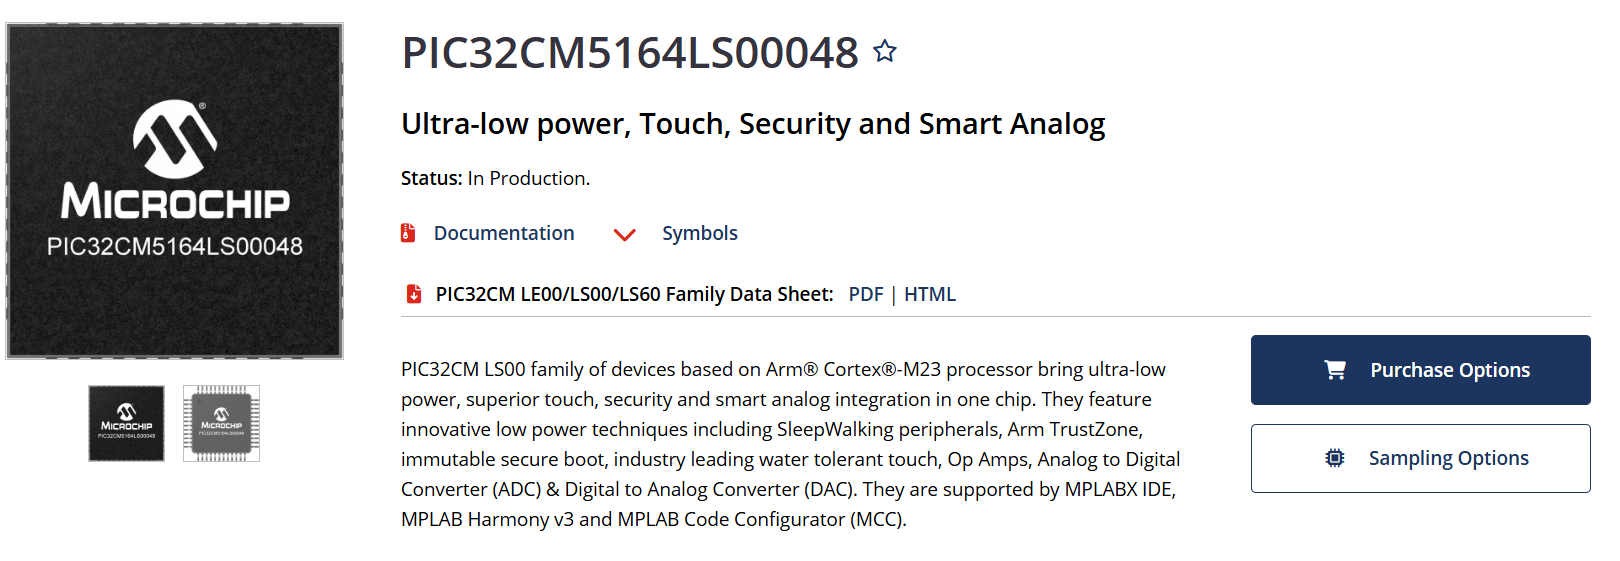 MICROCHIP
PIC32CM5164LS00048
MICROCHIP
PIC32CM5164LS00048
MICROCHIP
PIC32CM5164LS00048
PIC32CM5164LS00048
Ultra-low power, Touch, Security and Smart Analog
Status: In Production.
Documentation Symbols
PIC32CM LE00/LS00/LS60 Family Data Sheet: PDF | HTML
PIC32CM LS00 family of devices based on Arm® Cortex®-M23 processor bring ultra-low
power, superior touch, security and smart analog integration in one chip. They feature
innovative low power techniques including SleepWalking peripherals, Arm TrustZone,
immutable secure boot, industry leading water tolerant touch, Op Amps, Analog to Digital
Converter (ADC) & Digital to Analog Converter (DAC). They are supported by MPLABX IDE,
MPLAB Harmony v3 and MPLAB Code Configurator (MCC).
Purchase Options
Sampling Options